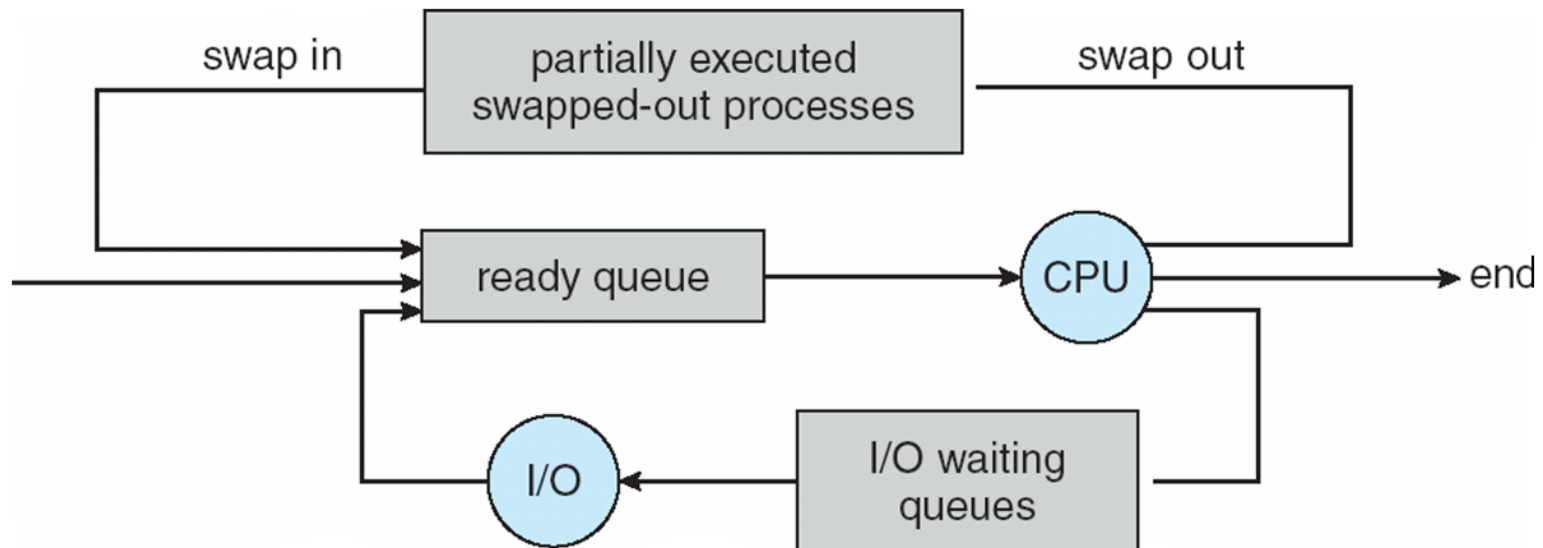 swap in
partially executed
swapped-out processes
swap out
ready queue
CPU
end
I/O
I/O waiting
queues